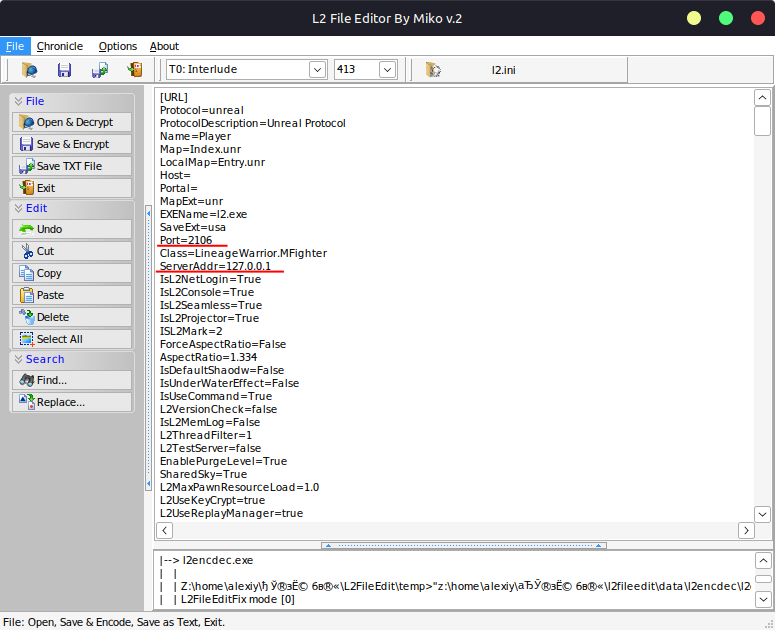 L2 File Editor By Miko v.2
File Chronicle Options About
T0: Interlude 413 l2.ini
File
Open & Decrypt
Save & Encrypt
Save TXT File
Exit
Edit
Undo
Cut
Copy
Paste
Delete
Select All
Search
Find...
Replace...
[URL]
Protocol=unreal
ProtocolDescription=Unreal Protocol
Name=Player
Map=Index.unr
LocalMap=Entry.unr
Host=
Portal=
MapExt=unr
EXEName=l2.exe
SaveExt=usa
Port=2106
Class=LineageWarrior.MFighter
ServerAddr=127.0.0.1
IsL2NetLogin=True
IsL2Console=True
IsL2Seamless=True
IsL2Projector=True
ISL2Mark=2
ForceAspectRatio=False
AspectRatio=1.334
IsDefaultShaodw=False
IsUnderWaterEffect=False
IsUseCommand=True
L2VersionCheck=false
IsL2MemLog=False
L2ThreadFilter=1
L2TestServer=false
EnablePurgeLevel=True
SharedSky=True
L2MaxPawnResourceLoad=1.0
L2UseKeyCrypt=true
L2UseReplayManager=true
|--> l2encdec.exe
| |
| | Z:\home\alexiy\ђ Ў®зЁ© бв®«\L2FileEdit\temp>"z:\home\alexiy\аЂЎ®зЁ© бв®«\l2fileedit\data\l2encdec\l2e
| | L2FileEditFix mode [0]
File: Open, Save & Encode, Save as Text, Exit.